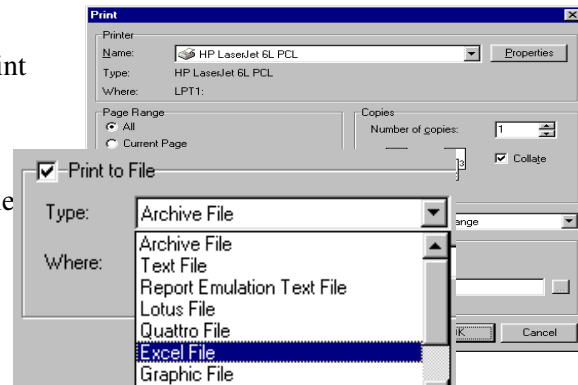 Print
Printer
Name: HP LaserJet 6L PCL Properties
Type: HP LaserJet 6L PCL
Where: LPT1:
Page Range
All
Current Page
Copies
Number of copies: 1
3
Collate
Print to File
Type: Archive File
Where:
Archive File
Text File
Report Emulation Text File
Lotus File
Quattro File
Excel File
Graphic File
Cancel